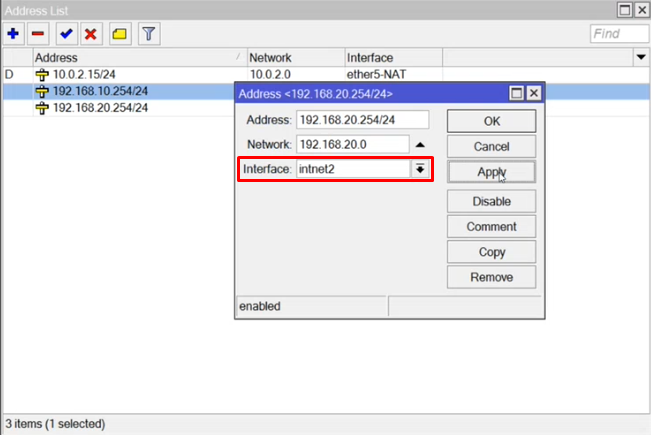 Address List
Find
Address Network Interface
D 10.0.2.15/24 10.0.2.0 ether5-NAT
192.168.10.254/24
192.168.20.254/24
Address <192.168.20.254/24>
Address: 192.168.20.254/24
Network: 192.168.20.0
Interface: intnet2
OK
Cancel
Apply
Disable
Comment
Copy
Remove
enabled
3 items (1 selected)